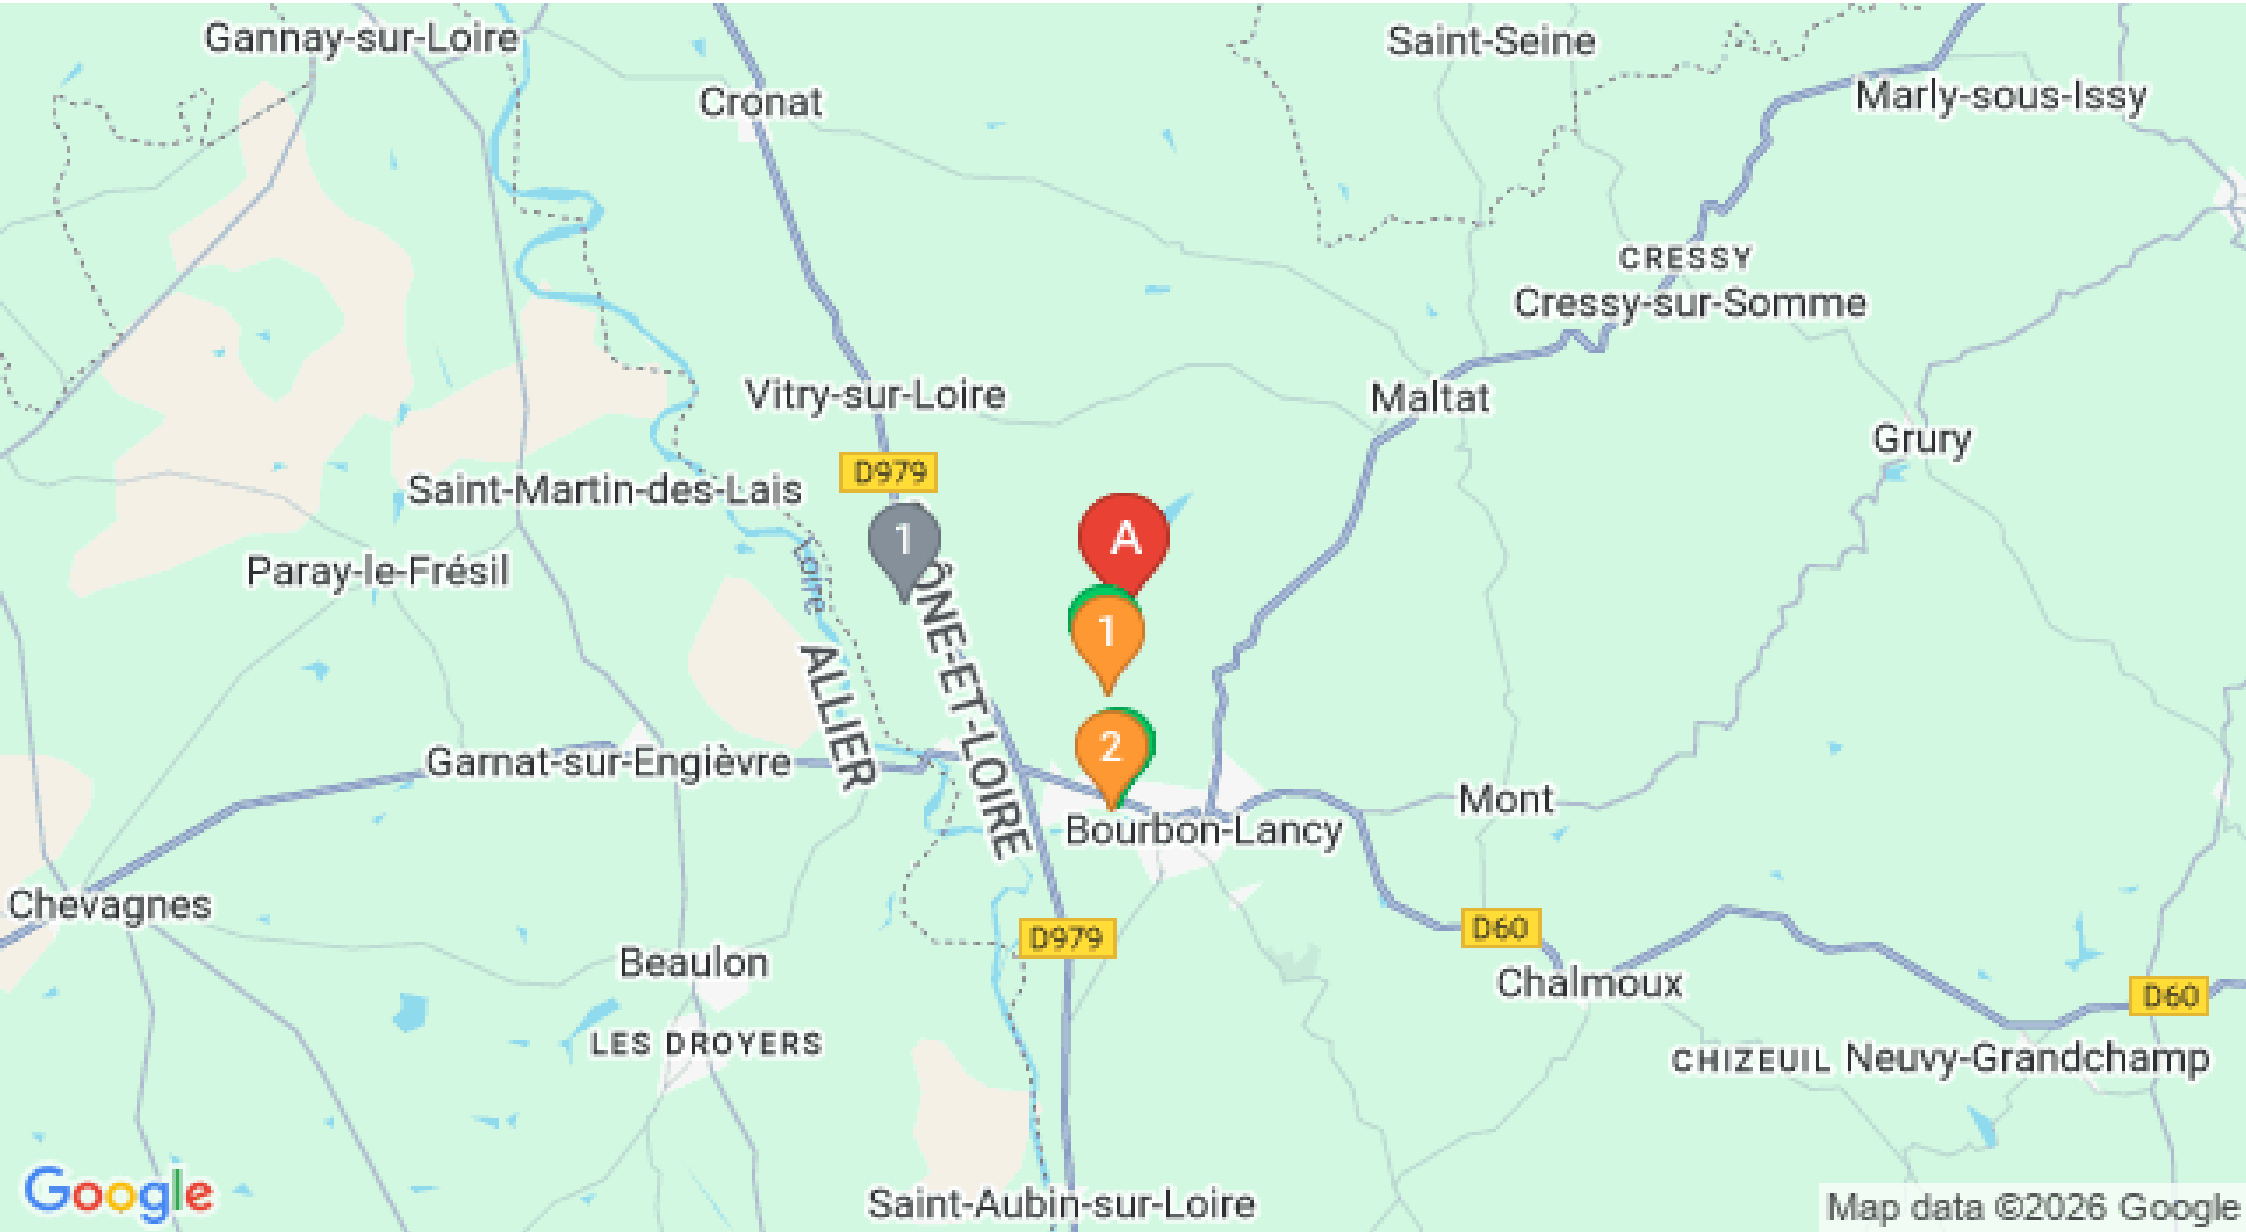 Gannay-sur-Loire
Saint-Seine
Marly-sous-Issy
Cronat
CRESSY
Cressy-sur-Somme
Vitry-sur-Loire
Maltat
Grury
D979
Saint-Martin-des-Lais
1
A
Paray-le-Frésil
Loire
ÔNE-ET-LOIRE
1
ALLIER
2
Garnat-sur-Engièvre
Mont
Bourbon-Lancy
Chevagnes
D979
D60
Beaulon
Chalmoux
D60
LES DROYERS
CHIZEUIL Neuvy-Grandchamp
Google
Saint-Aubin-sur-Loire
Map data ©2026 Google